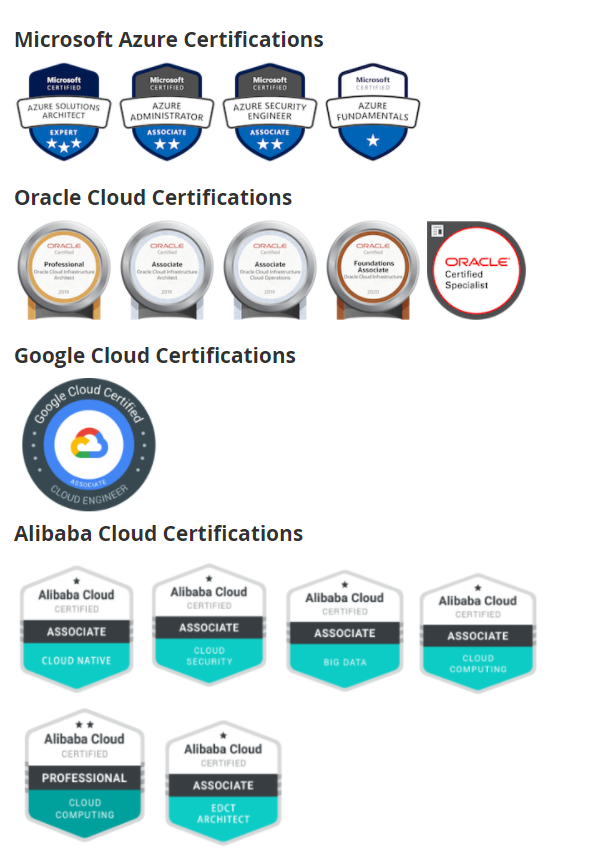 Microsoft Azure Certifications
Microsoft
CERTIFIED
AZURE SOLUTIONS
ARCHITECT
EXPERT
Microsoft
CERTIFIED
AZURE
ADMINISTRATOR
ASSOCIATE
Microsoft
CERTIFIED
AZURE SECURITY
ENGINEER
ASSOCIATE
Microsoft
CERTIFIED
AZURE
FUNDAMENTALS
Oracle Cloud Certifications
ORACLE
Certified
Professional
Oracle Cloud Infrastructure
Architect
2019
ORACLE
Certified
Associate
Oracle Cloud Infrastructure
Architect
2019
ORACLE
Certified
Associate
Oracle Cloud Infrastructure
Cloud Operations
2019
ORACLE
Certified
Foundations
Associate
Oracle Cloud Infrastructure
2020
ORACLE®
Certified
Specialist
Google Cloud Certifications
Google Cloud Certified
ASSOCIATE
CLOUD ENGINEER
Alibaba Cloud Certifications
Alibaba Cloud
CERTIFIED
ASSOCIATE
CLOUD NATIVE
Alibaba Cloud
CERTIFIED
ASSOCIATE
CLOUD
SECURITY
Alibaba Cloud
CERTIFIED
ASSOCIATE
BIG DATA
Alibaba Cloud
CERTIFIED
ASSOCIATE
CLOUD
COMPUTING
Alibaba Cloud
CERTIFIED
PROFESSIONAL
CLOUD
COMPUTING
Alibaba Cloud
CERTIFIED
ASSOCIATE
EDCT
ARCHITECT